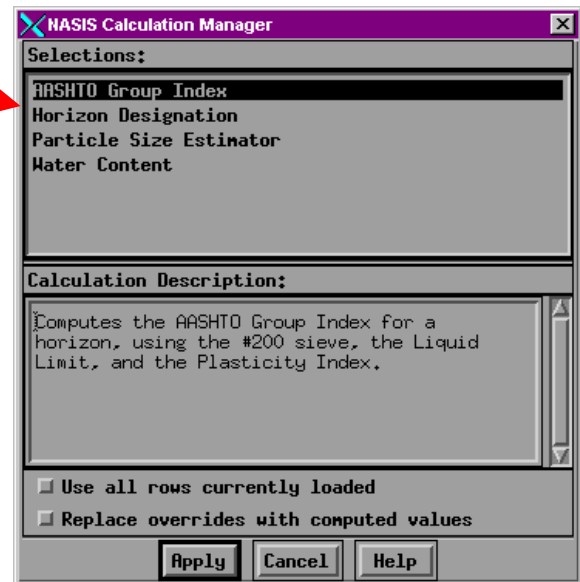 NASIS Calculation Manager
Selections:
AASHTO Group Index
Horizon Designation
Particle Size Estimator
Water Content
Calculation Description:
Computes the AASHTO Group Index for a
horizon, using the #200 sieve, the Liquid
Limit, and the Plasticity Index.
Use all rows currently loaded
Replace overrides with computed values
Apply Cancel Help